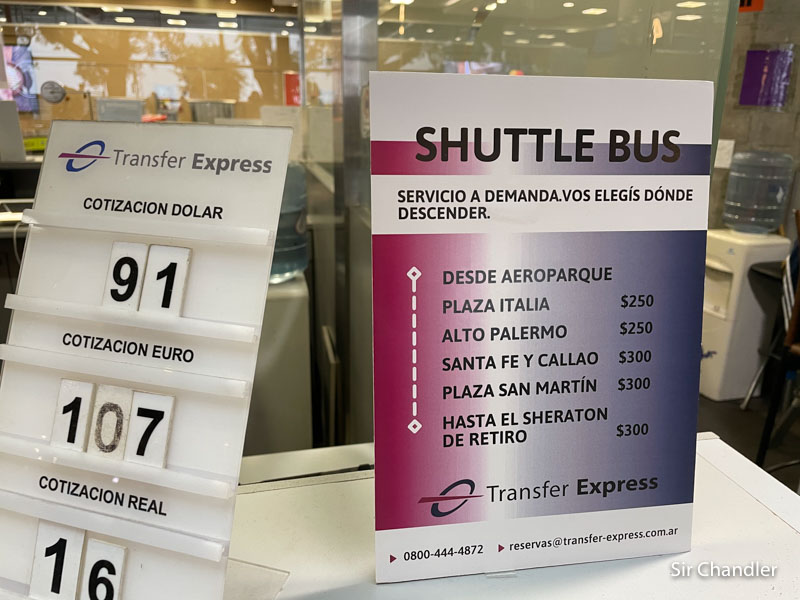 Transfer Express
COTIZACION DOLAR
91
COTIZACION EURO
107
COTIZACION REAL
16
SHUTTLE BUS
SERVICIO A DEMANDA.VOS ELEGÍS DÓNDE
DESCENDER.
DESDE AEROPARQUE
PLAZA ITALIA $250
ALTO PALERMO $250
SANTA FE Y CALLAO $300
PLAZA SAN MARTÍN $300
HASTA EL SHERATON
DE RETIRO $300
Transfer Express
0800-444-4872 reservas@transfer-express.com.ar
Sir Chandler